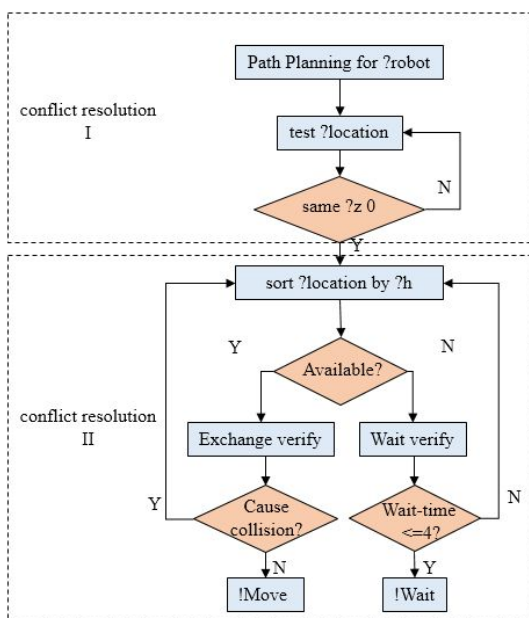 Path Planning for ?robot
conflict resolution
I
test ?location
N
same ?z 0
Y
sort ?location by ?h
Y
N
Available?
conflict resolution
II
Exchange verify
Wait verify
Y
Cause
collision?
Wait-time
<=4?
N
N
Y
!Move
!Wait